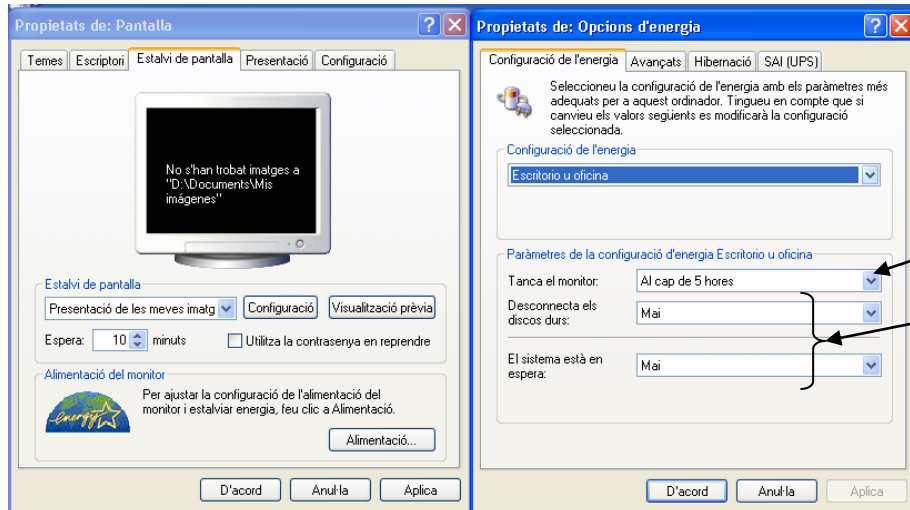 Propietats de: Pantalla
Temes Escriptori Estalvi de pantalla Presentació Configuració
No s'han trobat imatges a
"D:\Documents\Mis
imágenes"
Estalvi de pantalla
Presentació de les meves imatg Configuració Visualització prèvia
Espera: 10 minuts Utilitza la contrasenya en reprendre
Alimentació del monitor
energy
Per ajustar la configuració de l'alimentació del
monitor i estalviar energia, feu clic a Alimentació.
Alimentació...
D'acord Anul·la Aplica
Propietats de: Opcions d'energia
Configuració de l'energia Avançats Hibernació SAI (UPS)
Seleccioneu la configuració de l'energia amb els paràmetres més
adequats per a aquest ordinador. Tingueu en compte que si
canvieu els valors següents es modificarà la configuració
seleccionada.
Configuració de l'energia
Escritorio u oficina
Paràmetres de la configuració d'energia Escritorio u oficina
Tanca el monitor: Al cap de 5 hores
Desconnecta els
discos durs: Mai
El sistema està en
espera: Mai
D'acord Anul·la Aplica